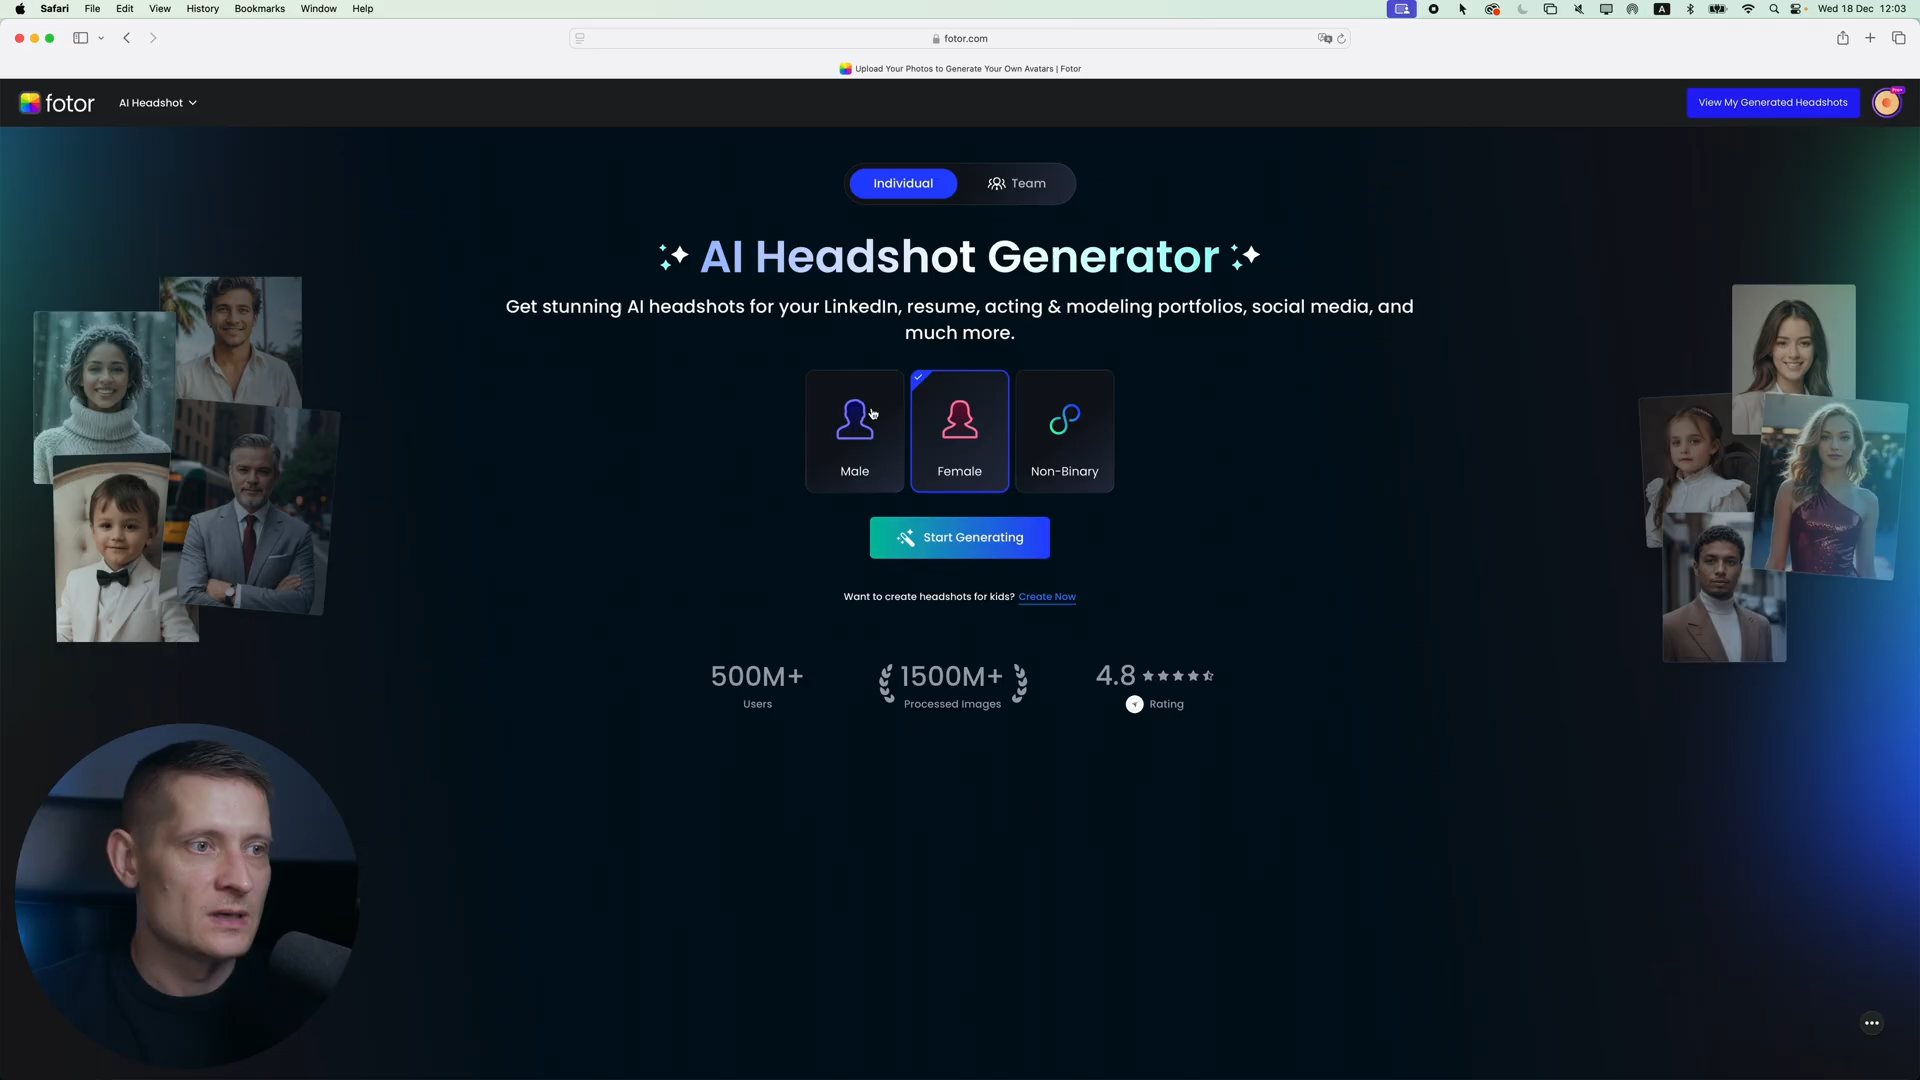 Safari File Edit View History Bookmarks Window Help
A
Wed 18 Dec 12:03
fotor.com
Upload Your Photos to Generate Your Own Avatars | Fotor
fotor
AI Headshot
View My Generated Headshots
Pro+
Individual
Team
AI Headshot Generator
Get stunning AI headshots for your LinkedIn, resume, acting & modeling portfolios, social media, and
much more.
Male
Female
Non-Binary
Start Generating
Want to create headshots for kids? Create Now
500M+
Users
1500M+
Processed Images
4.8
Rating